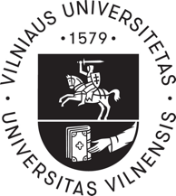 VILNIAUS UNIVERSITETAS
· 1579 ·
UNIVERSITAS VILNENSIS